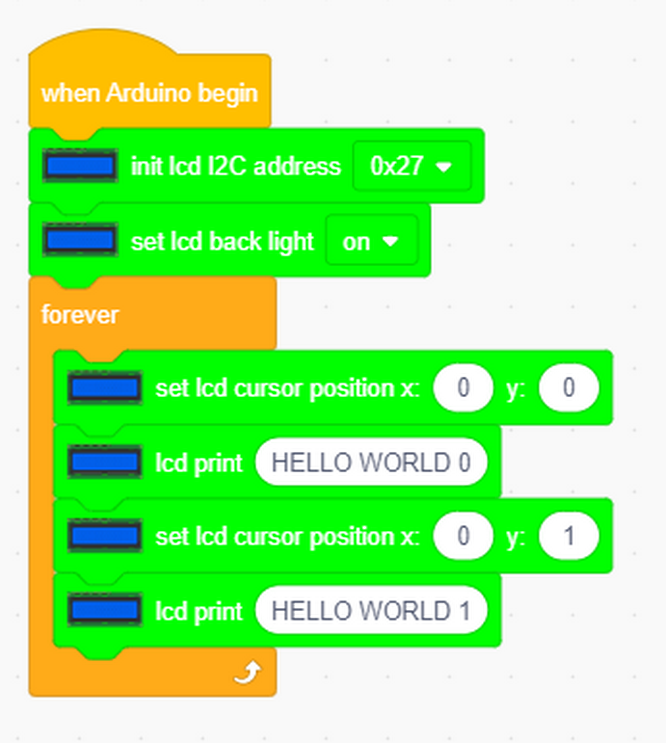 when Arduino begin
init lcd I2C address 0x27
set lcd back light on
forever
set lcd cursor position x: 0 y: 0
lcd print HELLO WORLD 0
set lcd cursor position x: 0 y: 1
lcd print HELLO WORLD 1